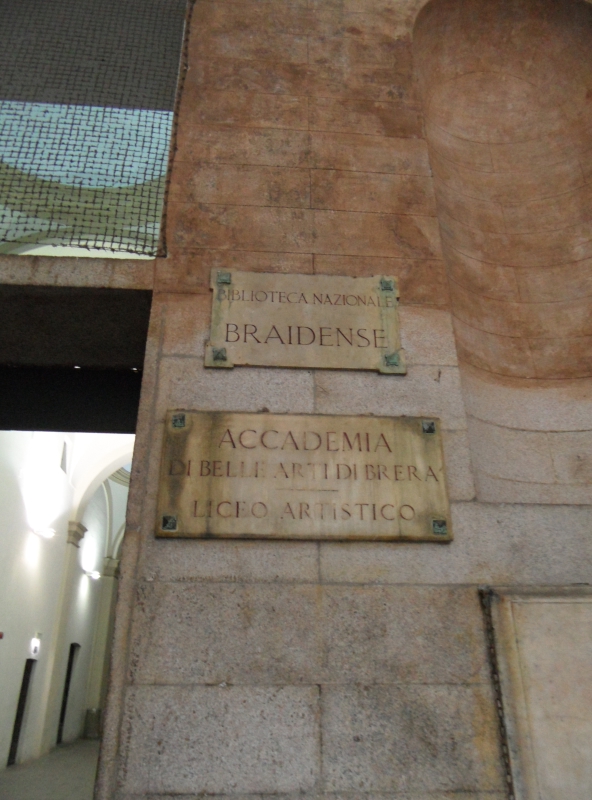 BIBLIOTECA NAZIONALE
BRAIDENSE
ACCADEMIA
DI BELLE ARTI DI BRERA
LICEO ARTISTICO